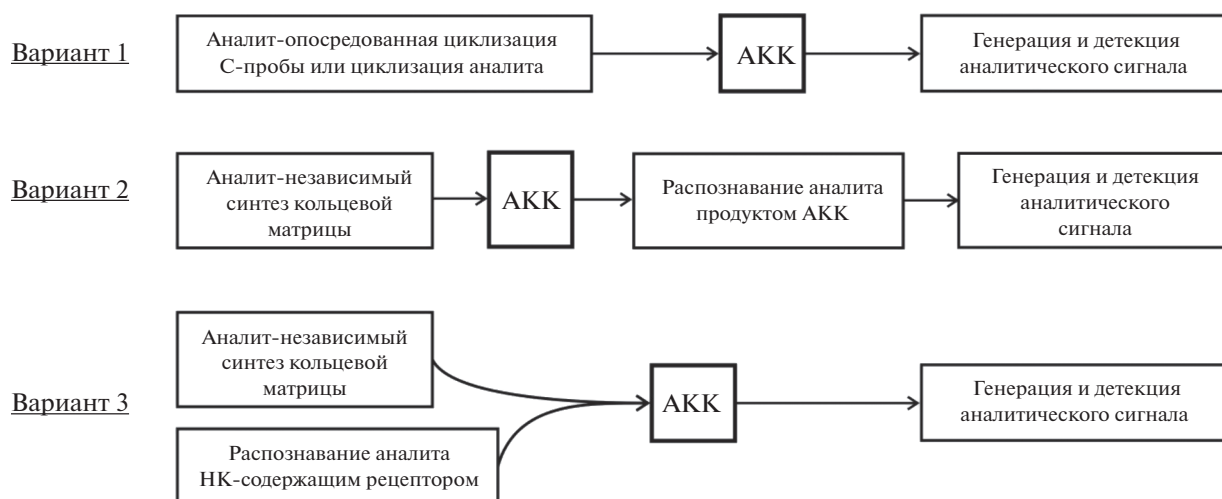 Вариант 1
Аналит-опосредованная циклизация
С-пробы или циклизация аналита
АКК
Генерация и детекция
аналитического сигнала
Вариант 2
Аналит-независимый
синтез кольцевой
матрицы
АКК
Распознавание аналита
продуктом АКК
Генерация и детекция
аналитического
сигнала
Вариант 3
Аналит-независимый
синтез кольцевой
матрицы
Распознавание аналита
НК-содержащим рецептором
АКК
Генерация и детекция
аналитического сигнала